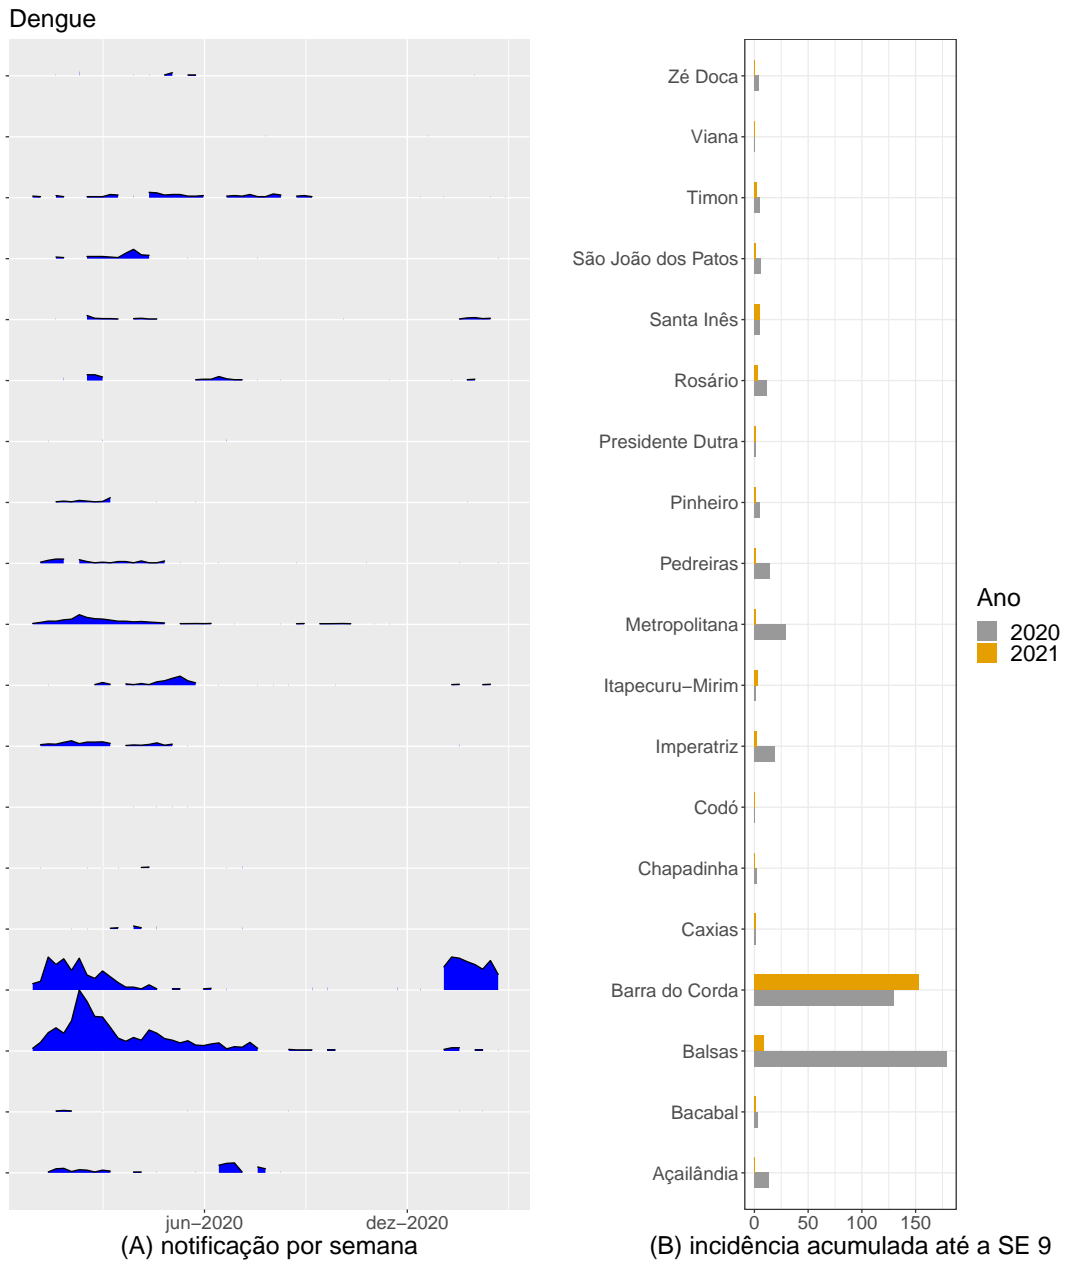 Dengue
Zé Doca
Viana
Timon
São João dos Patos
Santa Inês
Rosário
Presidente Dutra
Pinheiro
Pedreiras
Metropolitana
Itapecuru−Mirim
Imperatriz
Codó
Chapadinha
Caxias
Barra do Corda
Balsas
Bacabal
Açailândia
jun−2020 dez−2020
(A) notificação por semana
0 50 100 150
(B) incidência acumulada até a SE 9
Ano
2020
2021